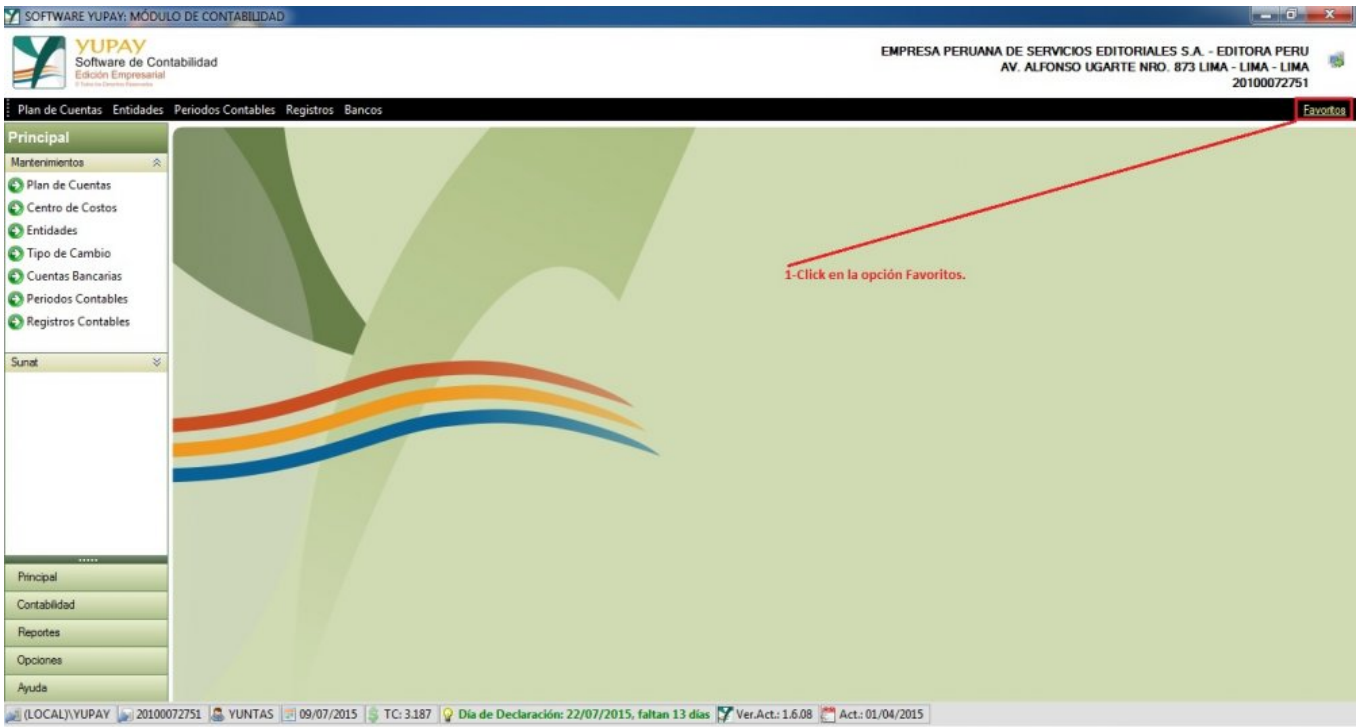 SOFTWARE YUPAY: MÓDULO DE CONTABILIDAD
YUPAY
Software de Contabilidad
Edición Empresarial
© Todos los Derechos Reservados
EMPRESA PERUANA DE SERVICIOS EDITORIALES S.A. - EDITORA PERU
AV. ALFONSO UGARTE NRO. 873 LIMA - LIMA - LIMA
20100072751
Plan de Cuentas Entidades Periodos Contables Registros Bancos Favoritos
Principal
Mantenimientos
Plan de Cuentas
Centro de Costos
Entidades
Tipo de Cambio
Cuentas Bancarias
Periodos Contables
Registros Contables
Sunat
1-Click en la opción Favoritos.
Principal
Contabilidad
Reportes
Opciones
Ayuda
(LOCAL)\YUPAY 20100072751 YUNTAS 09/07/2015 TC: 3.187 Día de Declaración: 22/07/2015, faltan 13 días Ver.Act.: 1.6.08 Act.: 01/04/2015